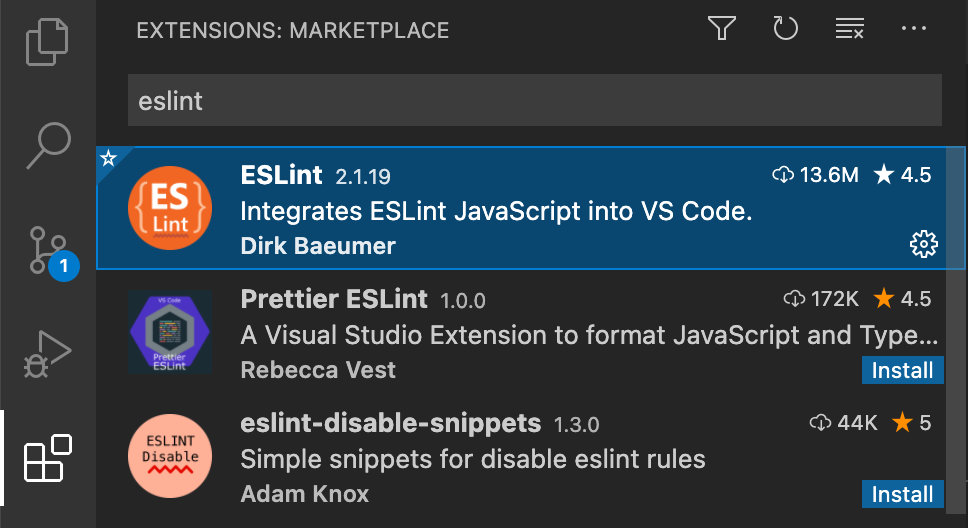 EXTENSIONS: MARKETPLACE
eslint
ES
Lint
ESLint 2.1.19 13.6M 4.5
Integrates ESLint JavaScript into VS Code.
Dirk Baeumer
1
VS Code
Prettier
ESLint
Prettier ESLint 1.0.0 172K 4.5
A Visual Studio Extension to format JavaScript and Type...
Rebecca Vest Install
ESLINT
Disable
eslint-disable-snippets 1.3.0 44K 5
Simple snippets for disable eslint rules
Adam Knox Install